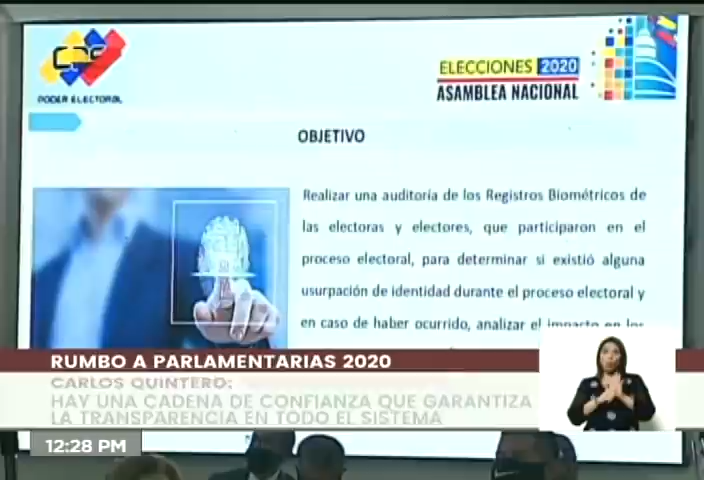 CNE
PODER ELECTORAL
ELECCIONES 2020
ASAMBLEA NACIONAL
OBJETIVO
Realizar una auditoría de los Registros Biométricos de
las electoras y electores, que participaron en el
proceso electoral, para determinar si existió alguna
usurpación de identidad durante el proceso electoral y
en caso de haber ocurrido, analizar el impacto en los
RUMBO A PARLAMENTARIAS 2020
CARLOS QUINTERO:
HAY UNA CADENA DE CONFIANZA QUE GARANTIZA
LA TRANSPARENCIA EN TODO EL SISTEMA
12:28 PM